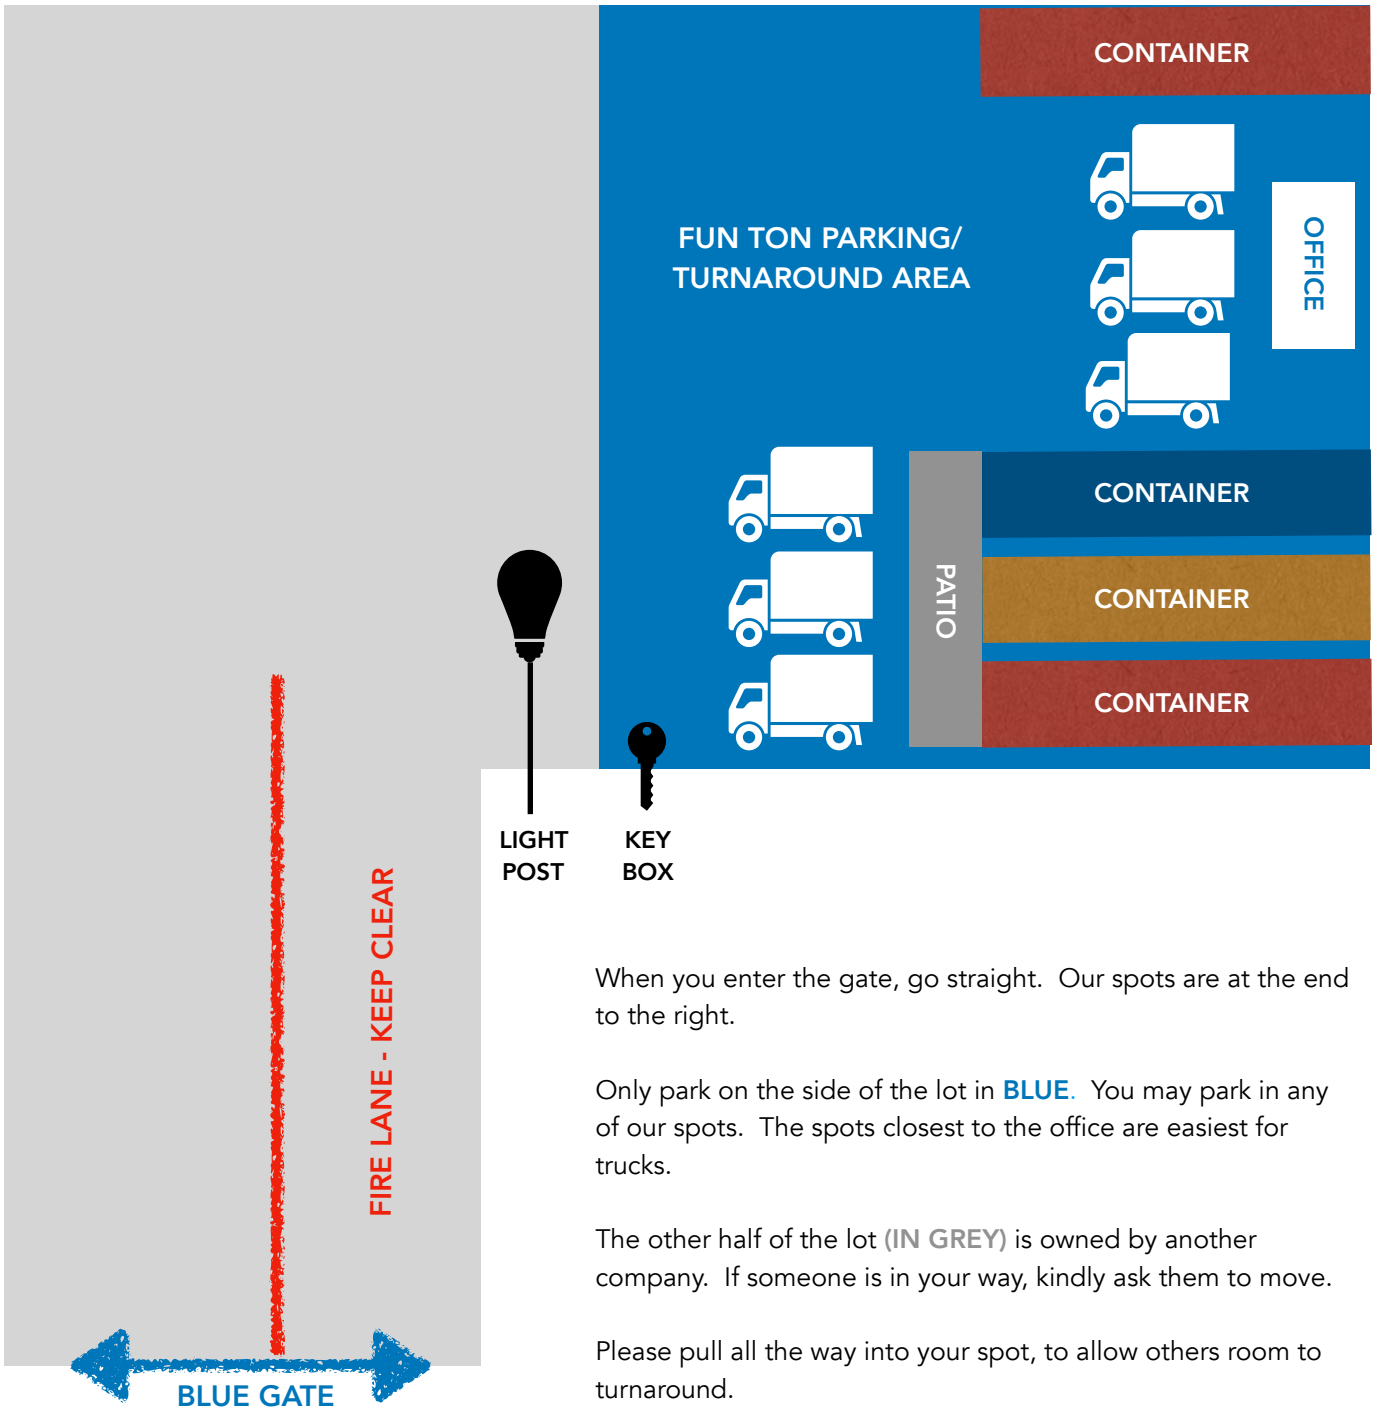 CONTAINER
FUN TON PARKING/
TURNAROUND AREA
OFFICE
CONTAINER
PATIO
CONTAINER
CONTAINER
LIGHT
POST
KEY
BOX
FIRE LANE - KEEP CLEAR
When you enter the gate, go straight.  Our spots are at the end
to the right.
Only park on the side of the lot in BLUE.  You may park in any
of our spots.  The spots closest to the office are easiest for
trucks.
The other half of the lot (IN GREY) is owned by another
company.  If someone is in your way, kindly ask them to move.
Please pull all the way into your spot, to allow others room to
turnaround.
BLUE GATE